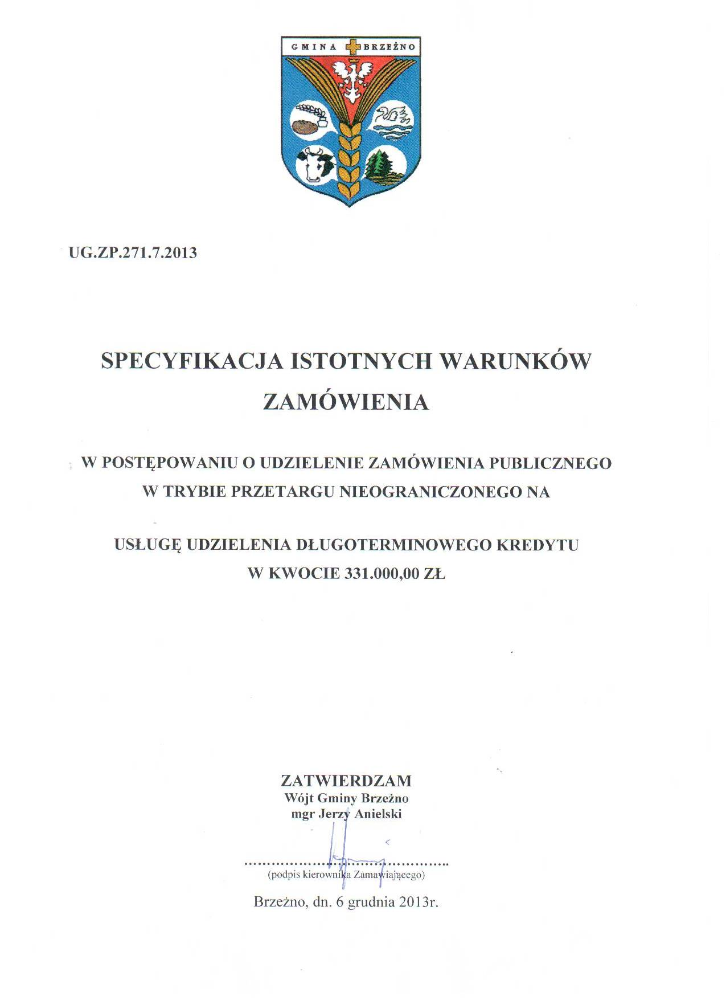 GMINA BRZEŻNO
UG.ZP.271.7.2013
SPECYFIKACJA ISTOTNYCH WARUNKÓW
ZAMÓWIENIA
W POSTĘPOWANIU O UDZIELENIE ZAMÓWIENIA PUBLICZNEGO
W TRYBIE PRZETARGU NIEOGRANICZONEGO NA
USŁUGĘ UDZIELENIA DŁUGOTERMINOWEGO KREDYTU
W KWOCIE 331.000,00 ZŁ
ZATWIERDZAM
Wójt Gminy Brzeżno
mgr Jerzy Anielski
(podpis kierownika Zamawiającego)
Brzeżno, dn. 6 grudnia 2013r.